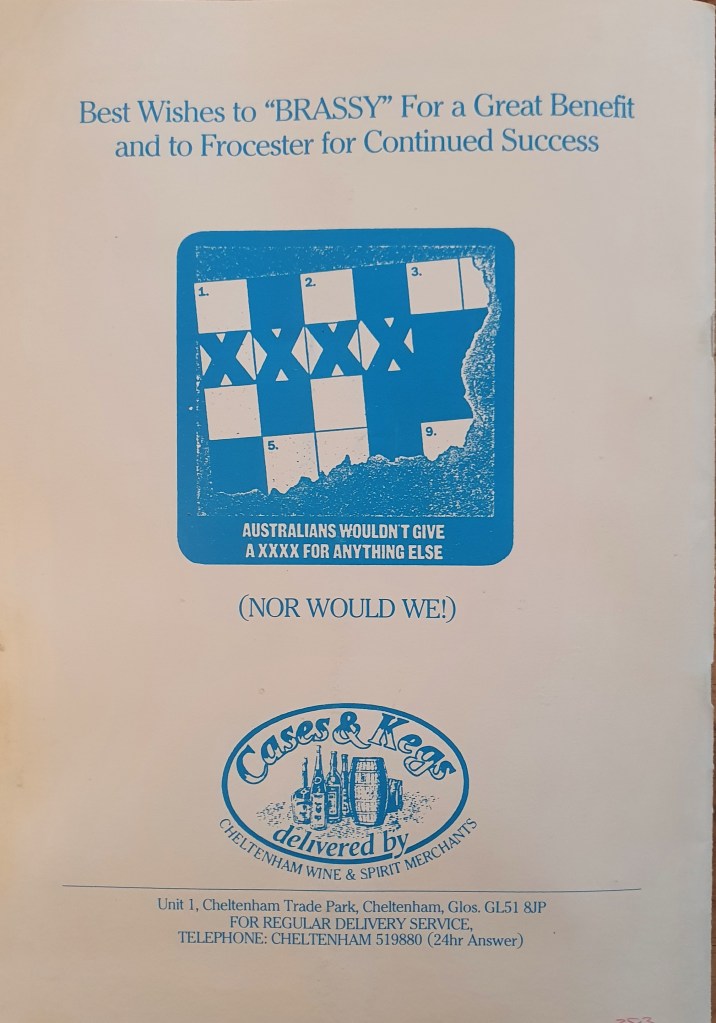 Best Wishes to “BRASSY” For a Great Benefit
and to Frocester for Continued Success
1.
2.
3.
XXXX
5.
9.
AUSTRALIANS WOULDN'T GIVE
A XXXX FOR ANYTHING ELSE
(NOR WOULD WE!)
Cases & Kegs
delivered by
CHELTENHAM WINE & SPIRIT MERCHANTS
Unit 1, Cheltenham Trade Park, Cheltenham, Glos. GL51 8JP
FOR REGULAR DELIVERY SERVICE,
TELEPHONE: CHELTENHAM 519880 (24hr Answer)